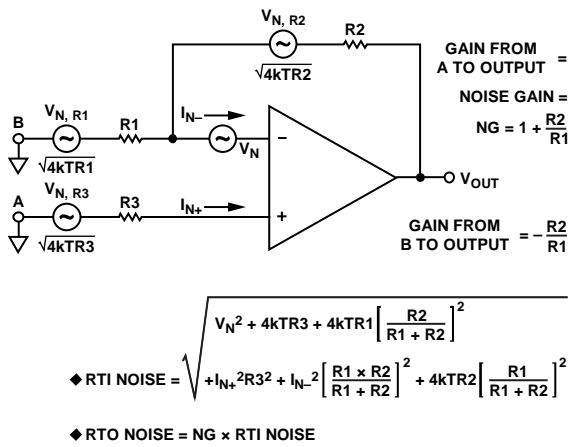 V_N, R2
R2
√4kTR2
GAIN FROM
A TO OUTPUT =
NOISE GAIN =
NG = 1 + R2/R1
B
V_N, R1
R1
I_N–
–
V_N
√4kTR1
V_N, R3
A
R3
I_N+
+
√4kTR3
V_OUT
GAIN FROM
B TO OUTPUT = – R2/R1
◆ RTI NOISE = √ V_N² + 4kTR3 + 4kTR1 [R2/(R1 + R2)]²
+ I_N+²R3² + I_N–² [(R1 × R2)/(R1 + R2)]² + 4kTR2 [R1/(R1 + R2)]²
◆ RTO NOISE = NG × RTI NOISE